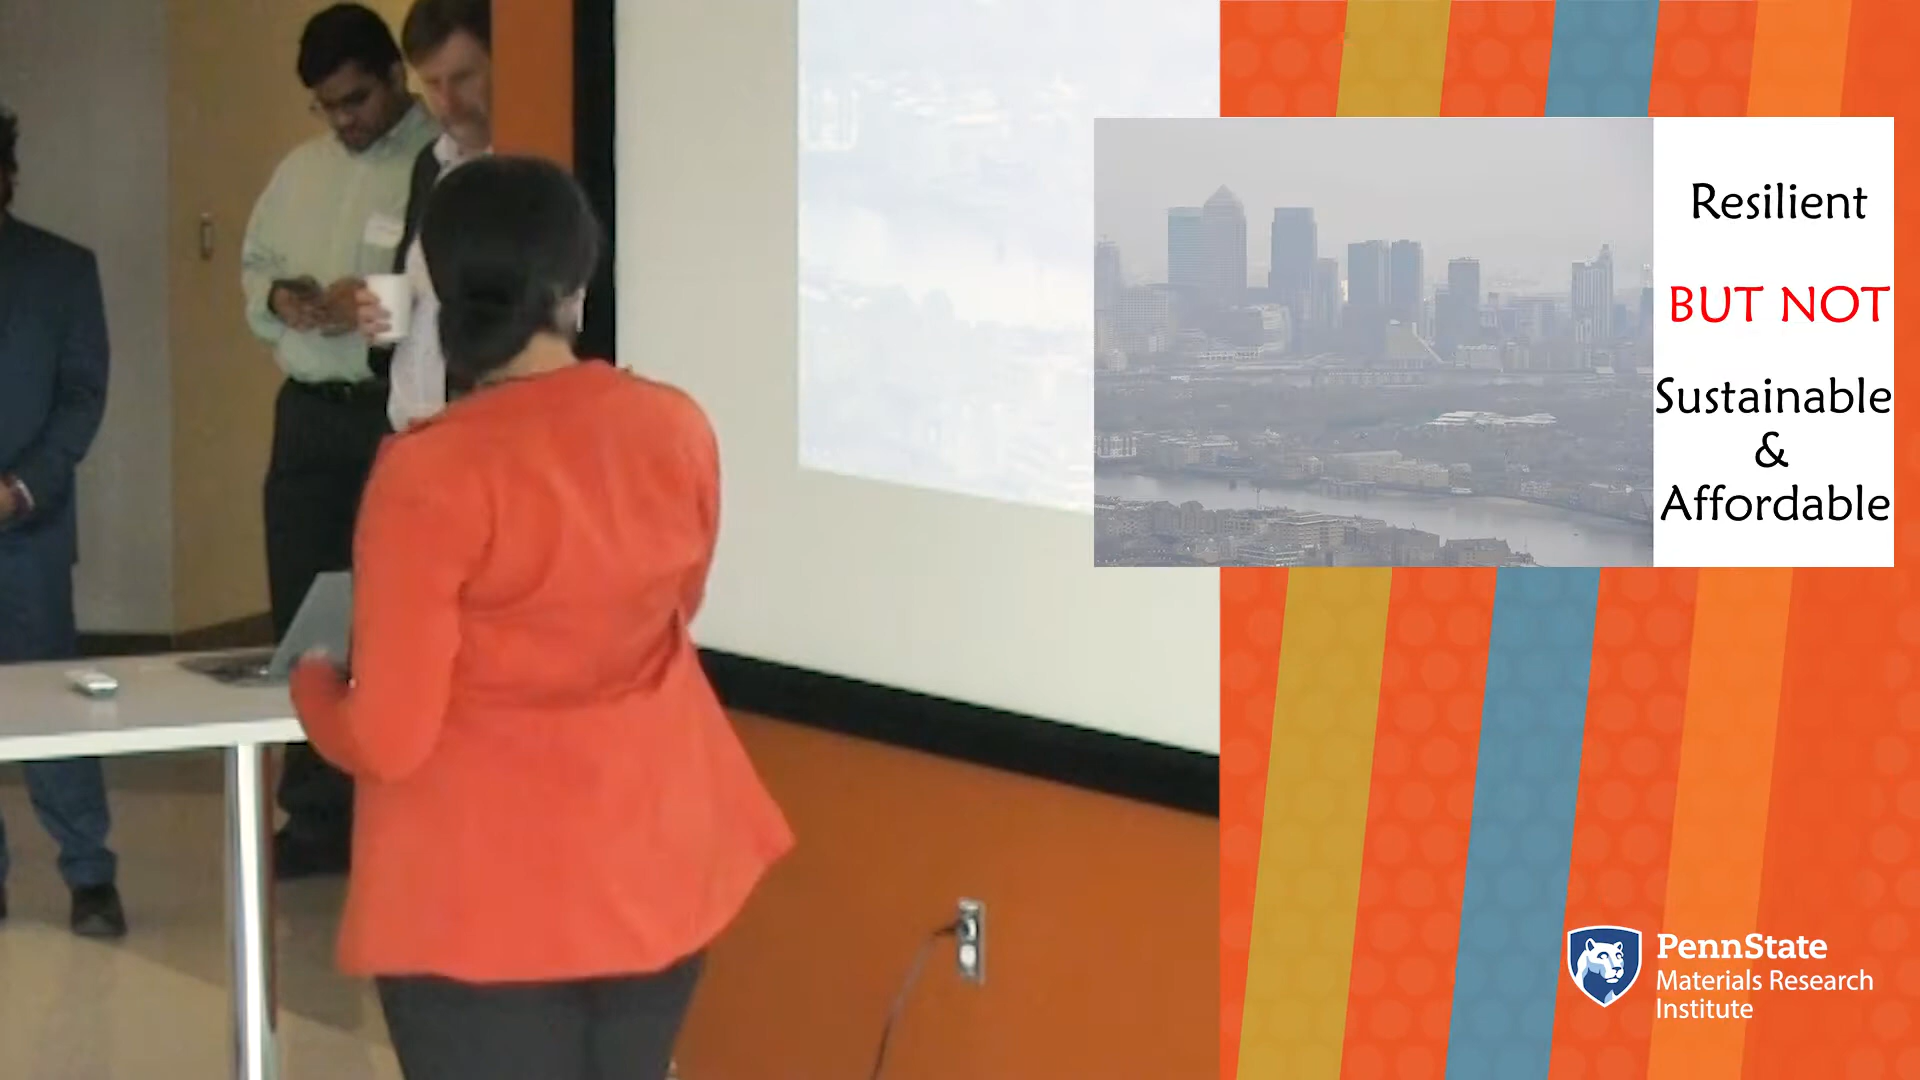 Resilient
BUT NOT
Sustainable
&
Affordable
PennState
Materials Research
Institute